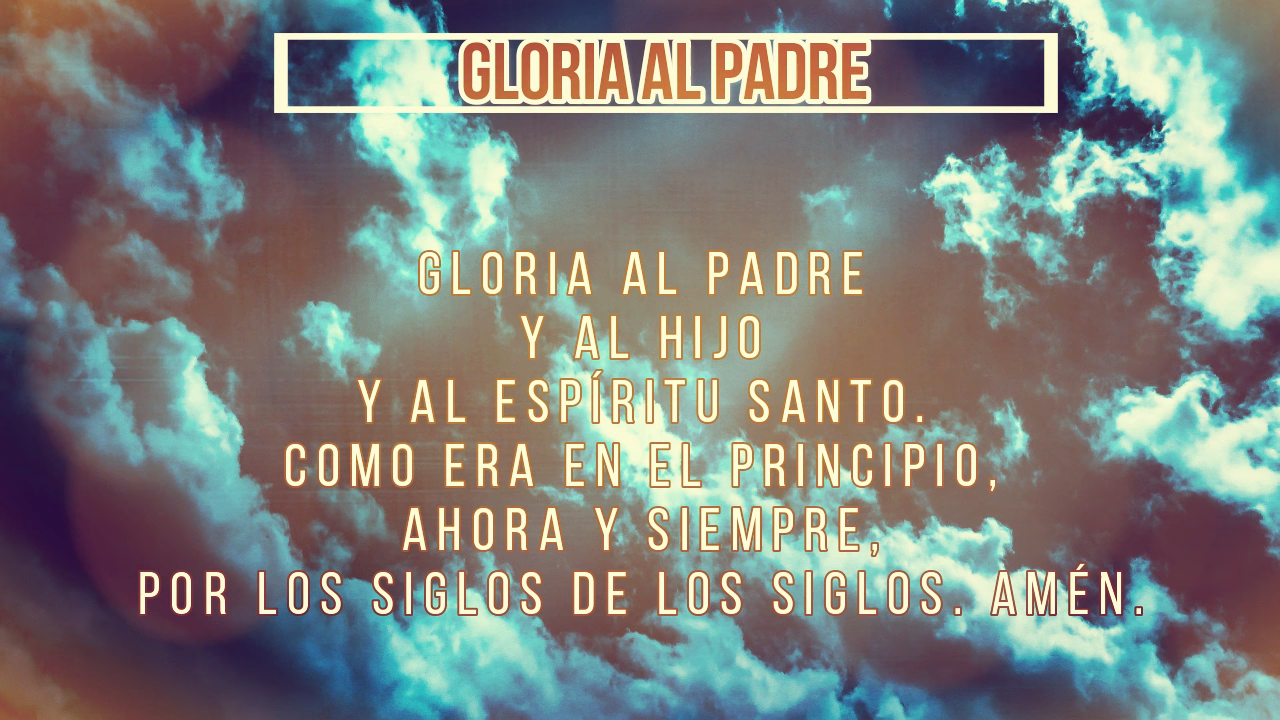 GLORIA AL PADRE
GLORIA AL PADRE
Y AL HIJO
Y AL ESPÍRITU SANTO.
COMO ERA EN EL PRINCIPIO,
AHORA Y SIEMPRE,
POR LOS SIGLOS DE LOS SIGLOS. AMÉN.